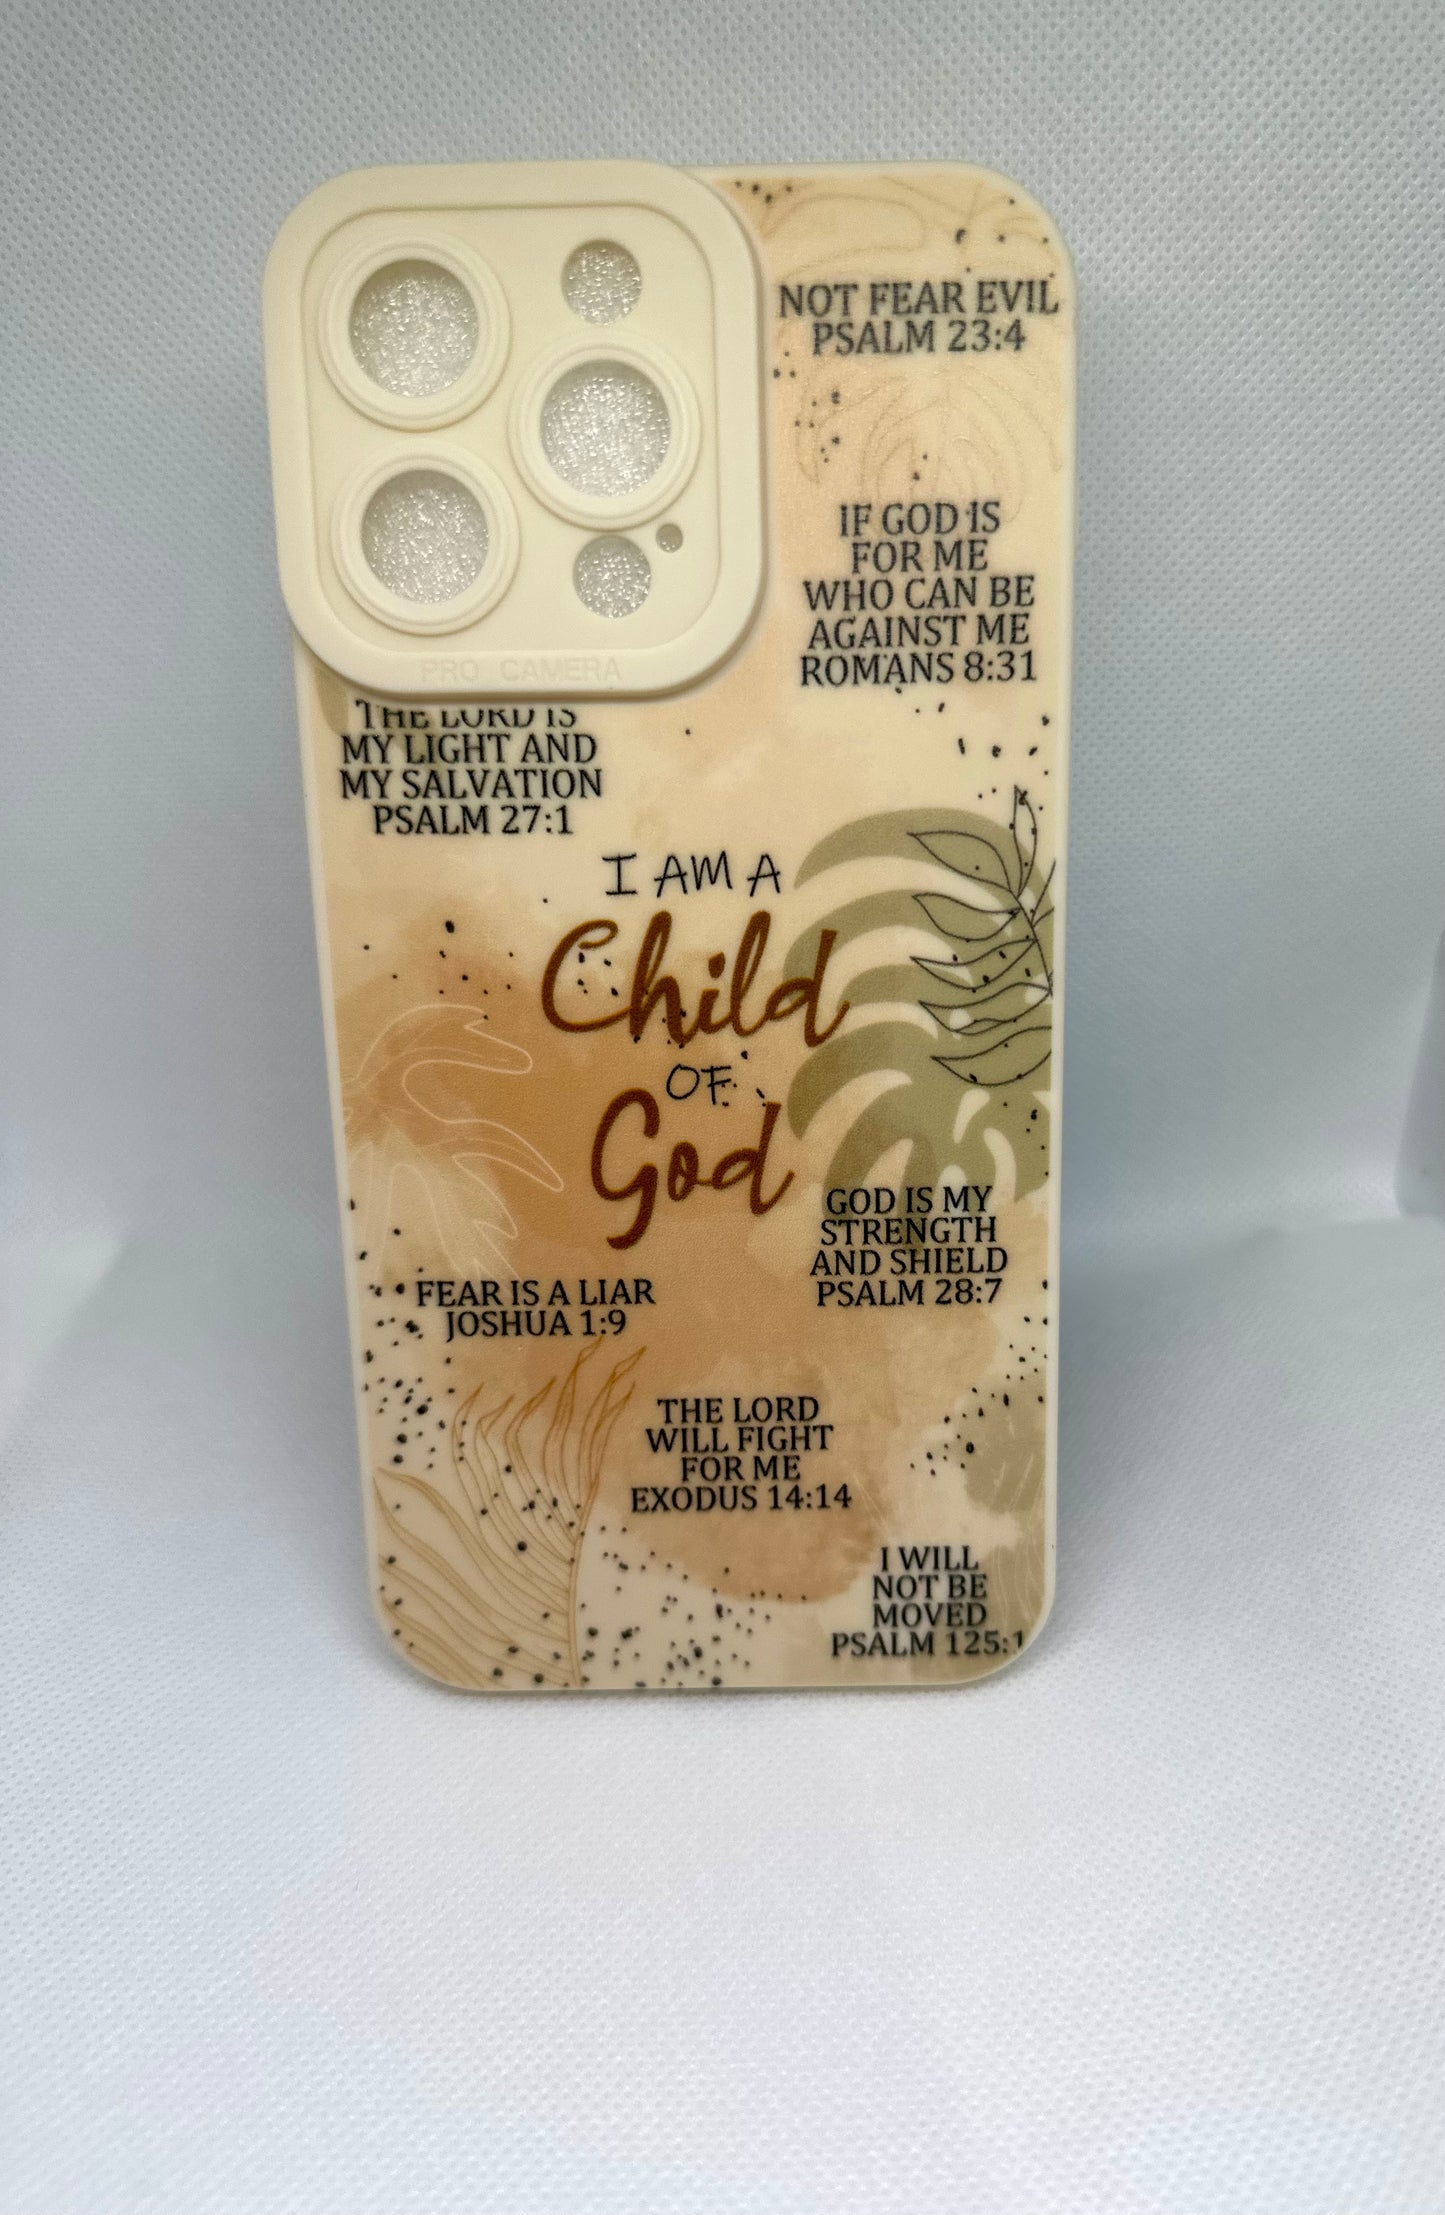 NOT FEAR EVIL
PSALM 23:4
IF GOD IS
FOR ME
WHO CAN BE
AGAINST ME
ROMANS 8:31
PRO CAMERA
THE LORD IS
MY LIGHT AND
MY SALVATION
PSALM 27:1
I AM A
Child
OF
God
GOD IS MY
STRENGTH
AND SHIELD
PSALM 28:7
FEAR IS A LIAR
JOSHUA 1:9
THE LORD
WILL FIGHT
FOR ME
EXODUS 14:14
I WILL
NOT BE
MOVED
PSALM 125:1